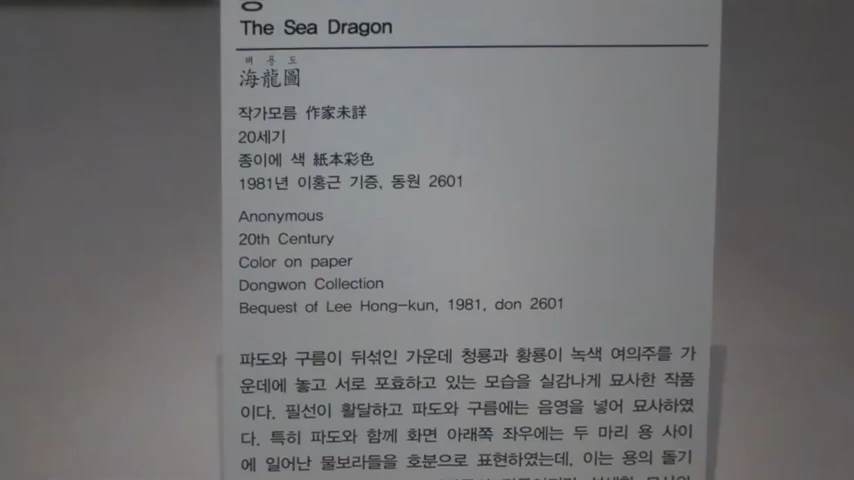 The Sea Dragon
해 용 도
海龍圖
작가모름 作家未詳
20세기
종이에 색 紙本彩色
1981년 이홍근 기증, 동원 2601
Anonymous
20th Century
Color on paper
Dongwon Collection
Bequest of Lee Hong-kun, 1981, don 2601
파도와 구름이 뒤섞인 가운데 청룡과 황룡이 녹색 여의주를 가
운데에 놓고 서로 포효하고 있는 모습을 실감나게 묘사한 작품
이다. 필선이 활달하고 파도와 구름에는 음영을 넣어 묘사하였
다. 특히 파도와 함께 화면 아래쪽 좌우에는 두 마리 용 사이
에 일어난 물보라들을 호분으로 표현하였는데, 이는 용의 돌기